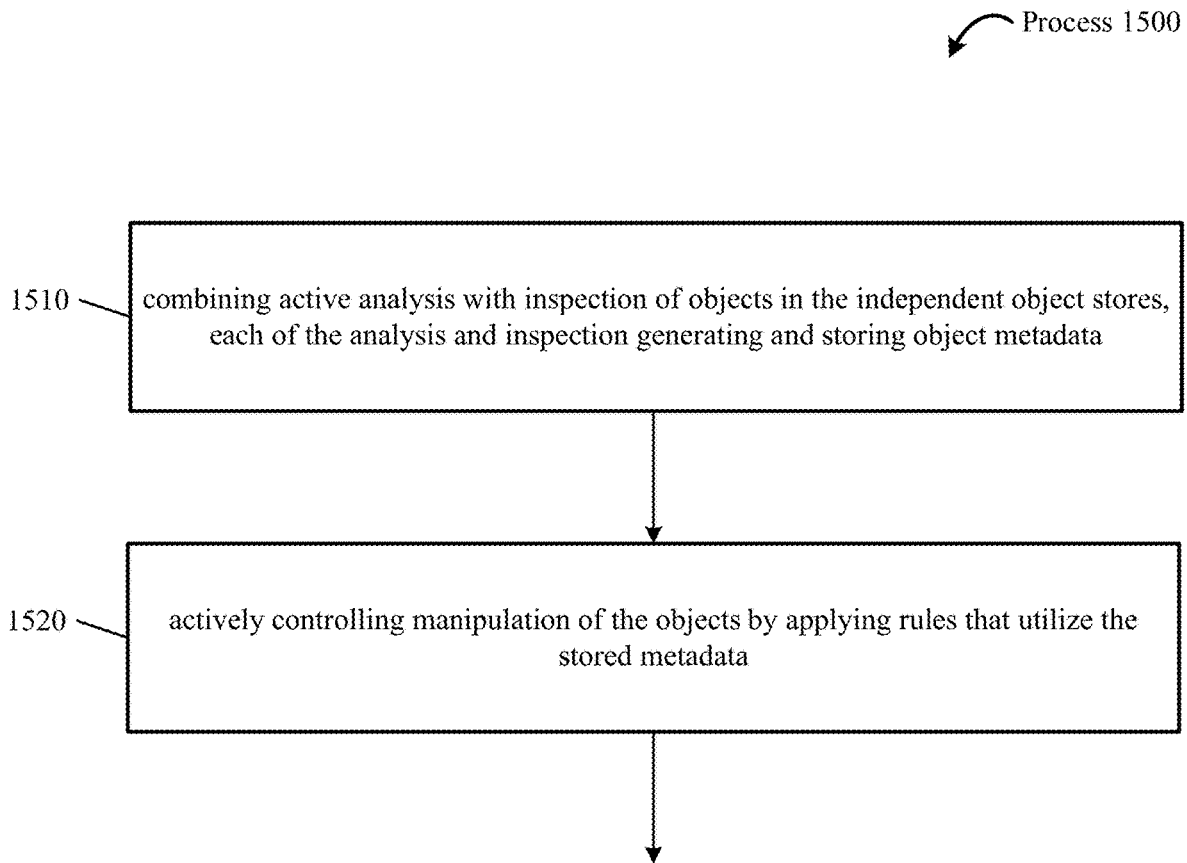 Process 1500
1510
combining active analysis with inspection of objects in the independent object stores,
each of the analysis and inspection generating and storing object metadata
1520
actively controlling manipulation of the objects by applying rules that utilize the
stored metadata